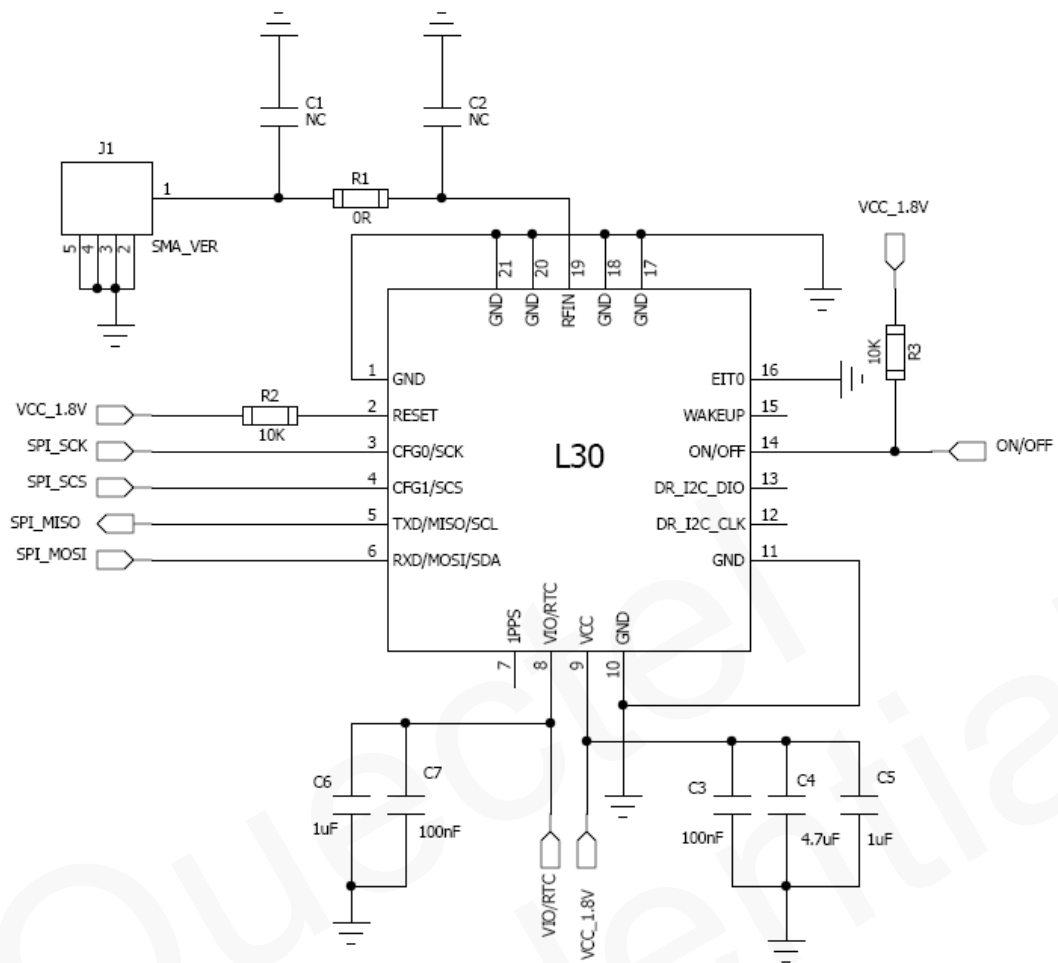 C1
NC
C2
NC
J1
1
R1
0R
SMA_VER
5
4
3
2
VCC_1.8V
10K
R3
21
20
19
18
17
GND
GND
RFIN
GND
GND
1
GND
EIT0
16
R2
VCC_1.8V
10K
2
RESET
WAKEUP
15
SPI_SCK
3
CFG0/SCK
L30
ON/OFF
14
ON/OFF
SPI_SCS
4
CFG1/SCS
DR_I2C_DIO
13
SPI_MISO
5
TXD/MISO/SCL
DR_I2C_CLK
12
SPI_MOSI
6
RXD/MOSI/SDA
GND
11
1PPS
VIO/RTC
VCC
GND
7
8
9
10
C6
1uF
C7
100nF
C3
100nF
C4
4.7uF
C5
1uF
VIO/RTC
VCC_1.8V
Quectel